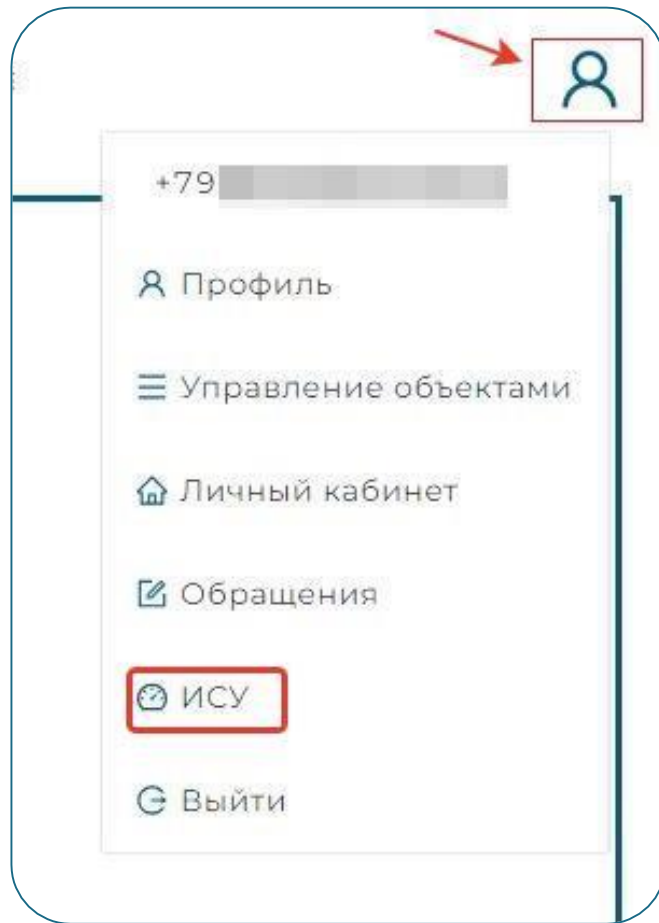 +79
Профиль
Управление объектами
Личный кабинет
Обращения
ИСУ
Выйти